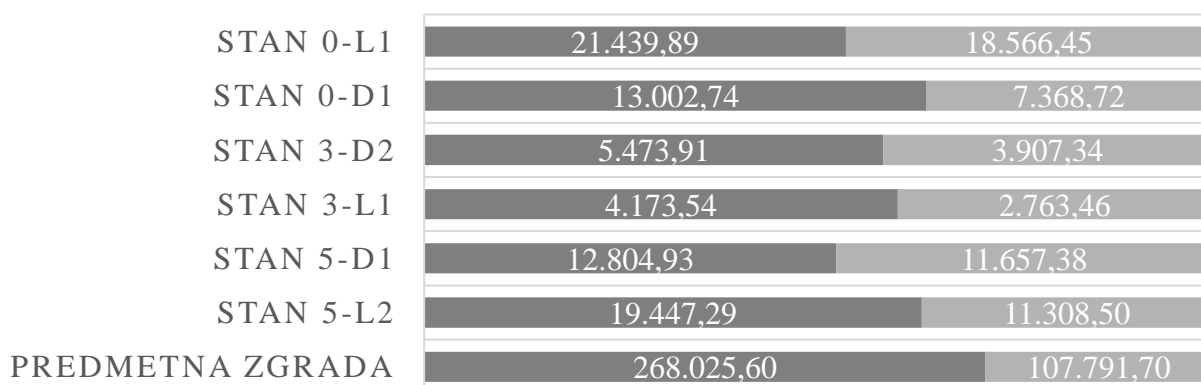 STAN 0-L1 21.439,89 18.566,45
STAN 0-D1 13.002,74 7.368,72
STAN 3-D2 5.473,91 3.907,34
STAN 3-L1 4.173,54 2.763,46
STAN 5-D1 12.804,93 11.657,38
STAN 5-L2 19.447,29 11.308,50
PREDMETNA ZGRADA 268.025,60 107.791,70